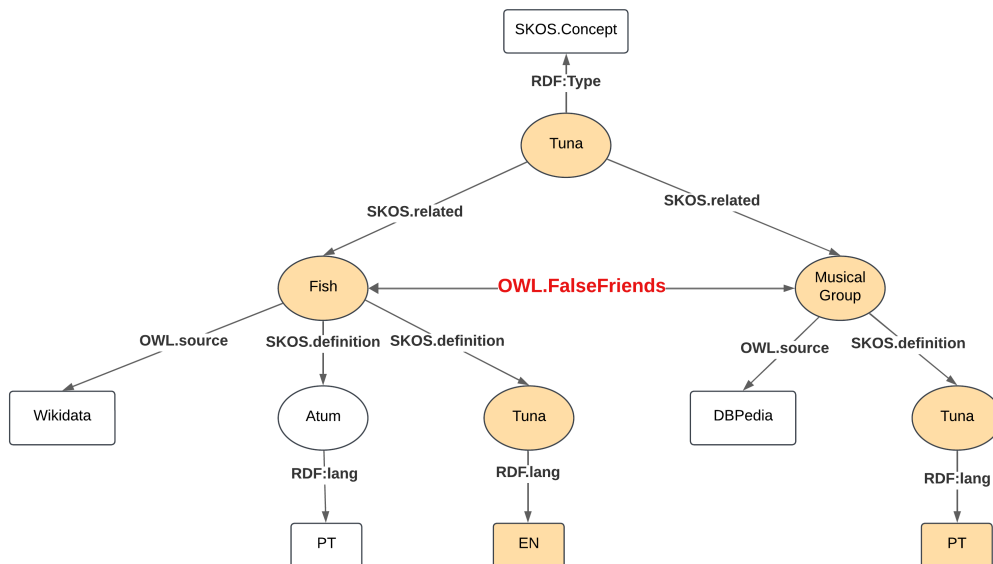 SKOS.Concept
RDF:Type
Tuna
SKOS.related
SKOS.related
Fish
OWL.FalseFriends
Musical
Group
OWL.source
SKOS.definition
SKOS.definition
OWL.source
SKOS.definition
Wikidata
Atum
Tuna
DBPedia
Tuna
RDF:lang
RDF.lang
RDF:lang
PT
EN
PT